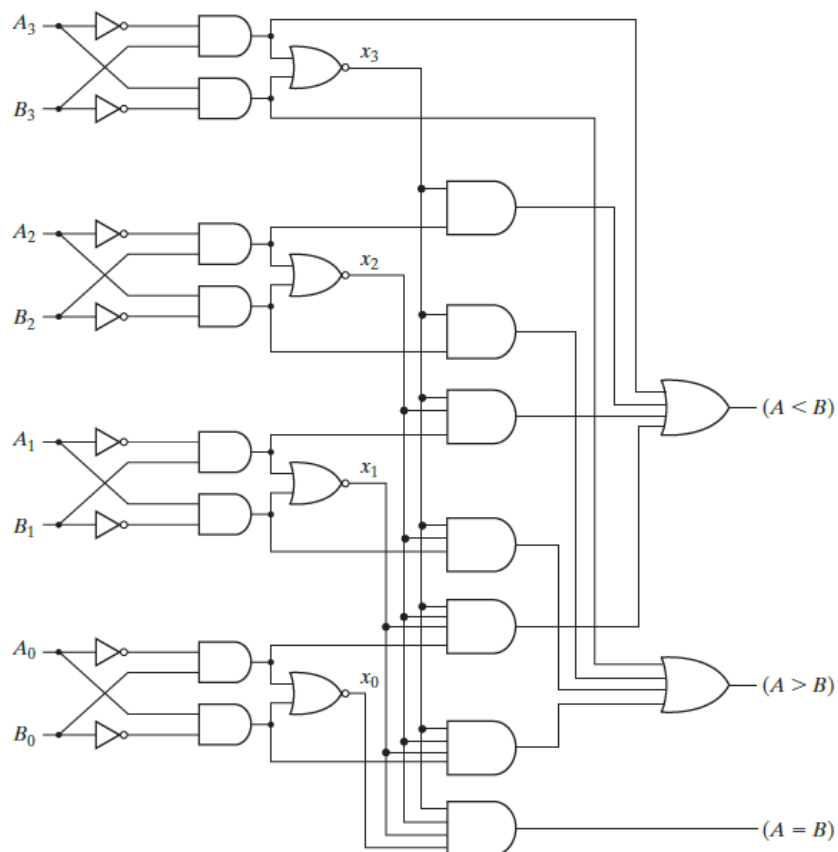 A₃
x₃
B₃
A₂
x₂
B₂
(A < B)
A₁
x₁
B₁
A₀
x₀
(A > B)
B₀
(A = B)